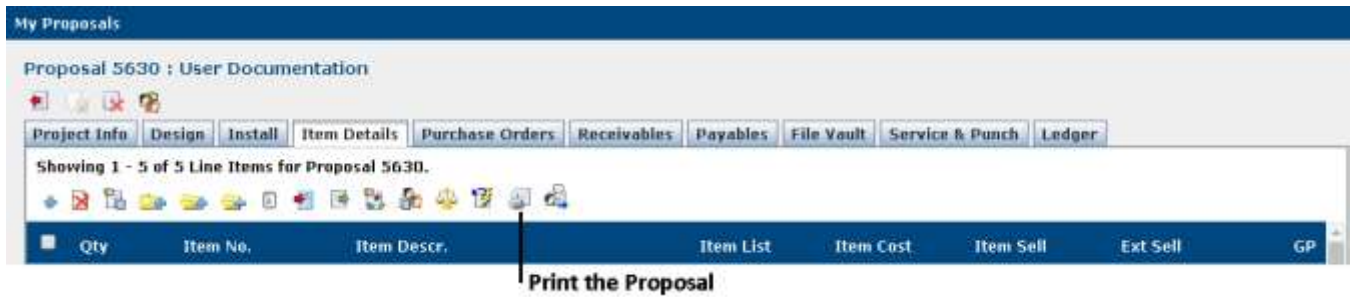 My Proposals
Proposal 5630 : User Documentation
Project Info Design Install Item Details Purchase Orders Receivables Payables File Vault Service & Punch Ledger
Showing 1 - 5 of 5 Line Items for Proposal 5630.
Qty Item No. Item Descr. Item List Item Cost Item Sell Ext Sell GP
Print the Proposal